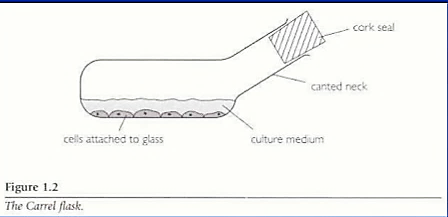 cork seal
canted neck
cells attached to glass
culture medium
Figure 1.2
The Carrel flask.